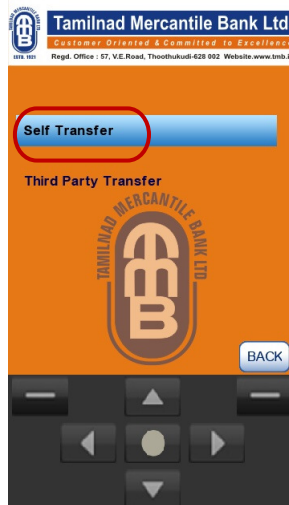 Tamilnad Mercantile Bank Ltd
Customer Oriented & Committed to Excellence
ESTD. 1921
Regd. Office : 57, V.E.Road, Thoothukudi-628 002 Website.www.tmb.i
Self Transfer
Third Party Transfer
TAMILNAD MERCANTILE BANK LTD
TMB
BACK